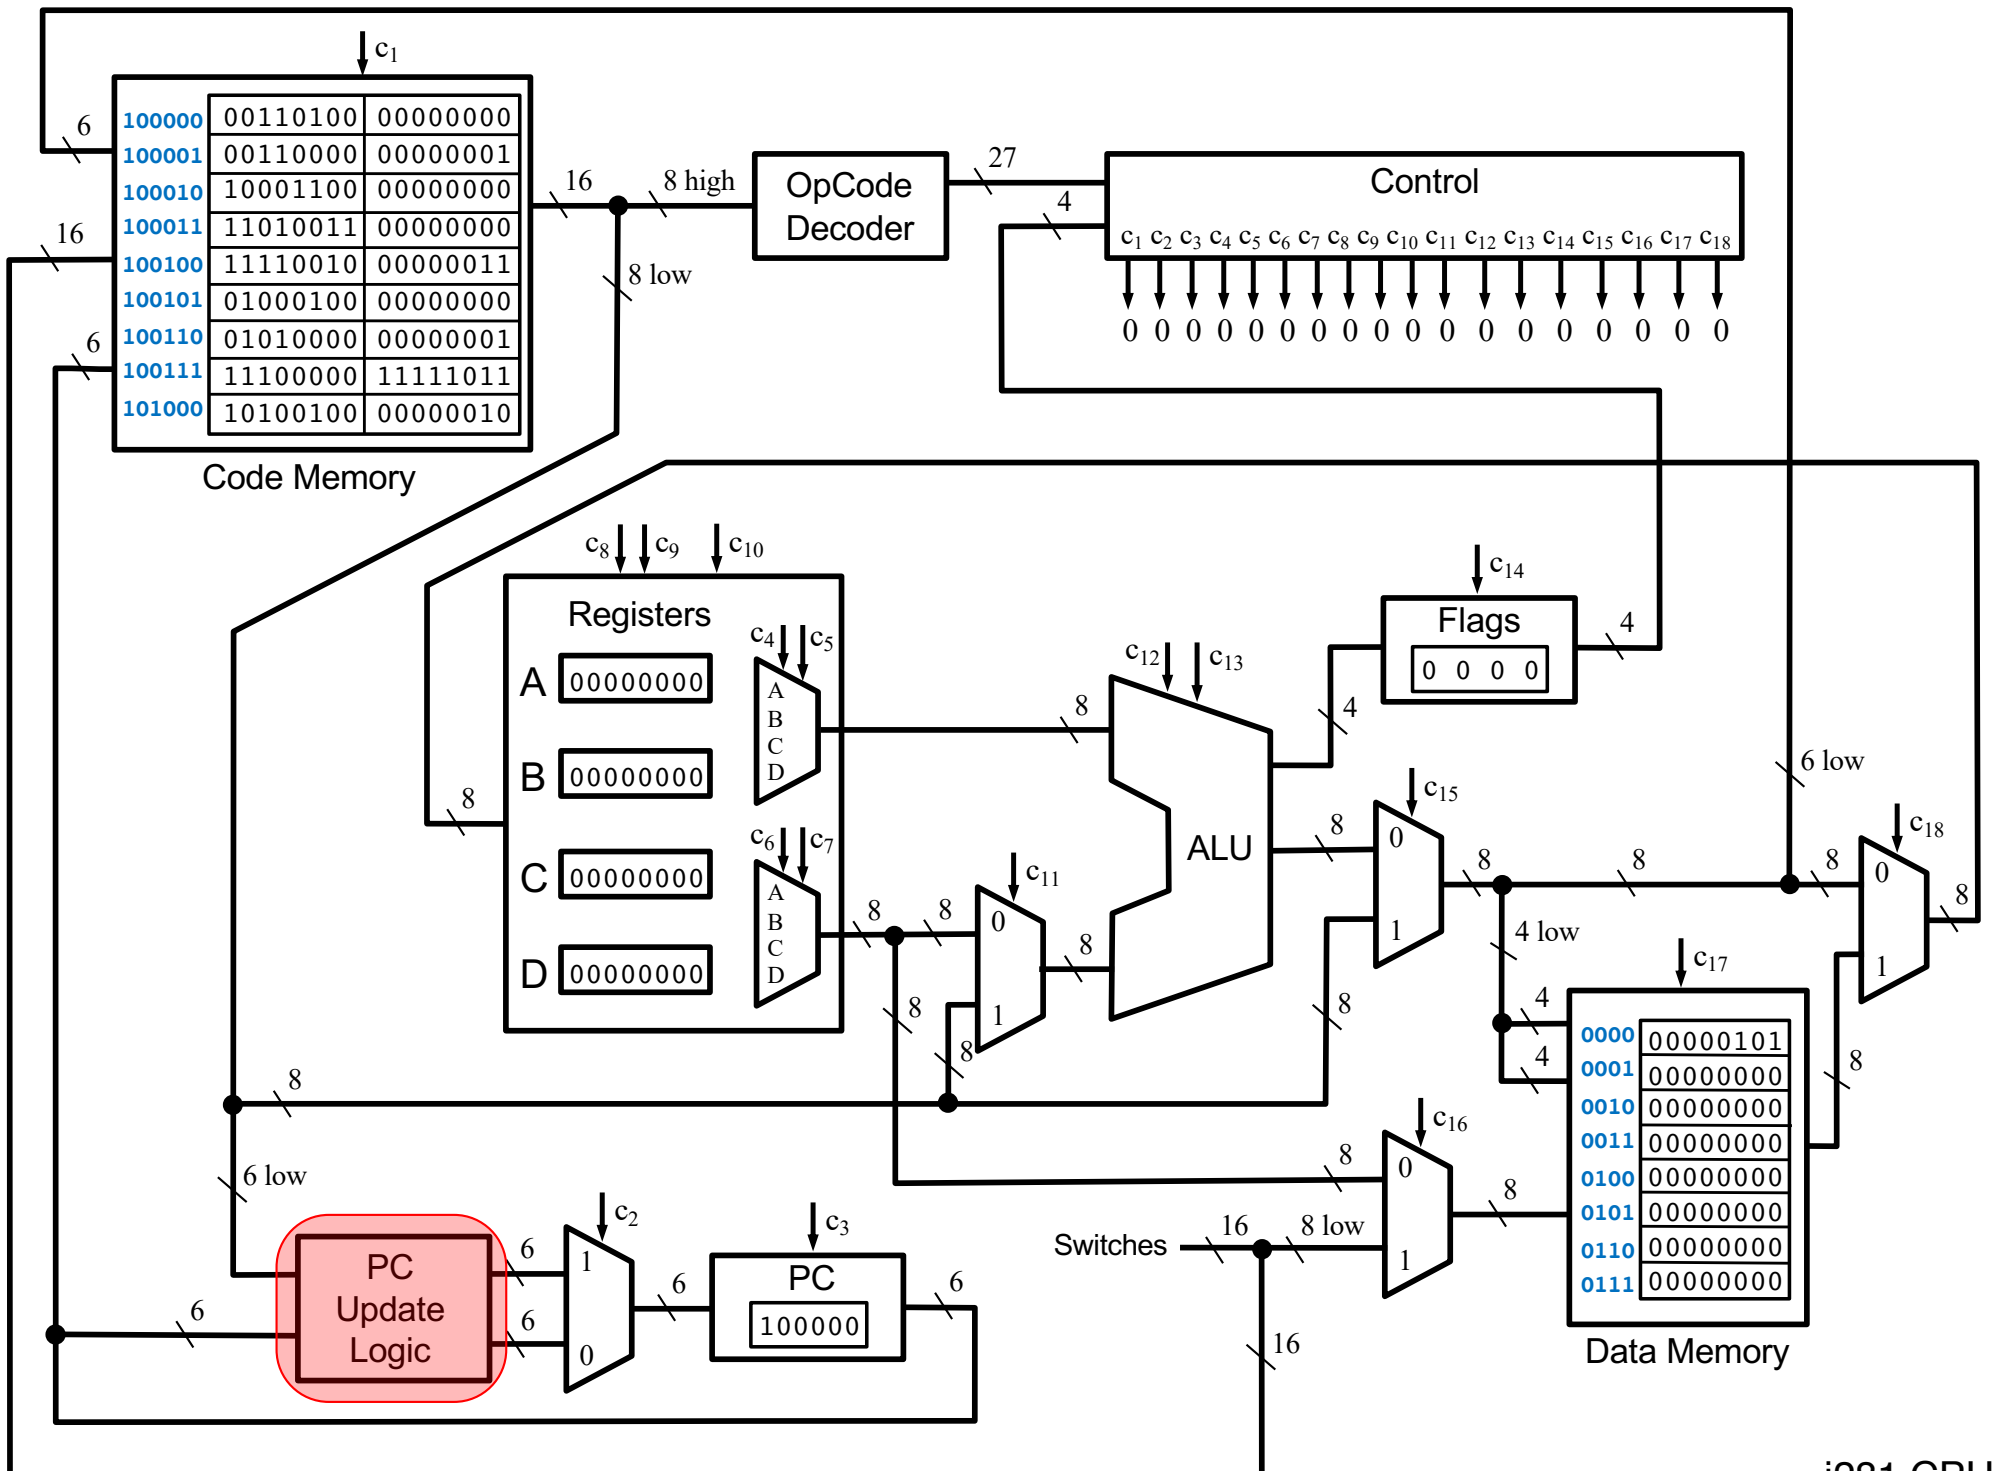 c1
100000 00110100 00000000
100001 00110000 00000001
100010 10001100 00000000
100011 11010011 00000000
100100 11110010 00000011
100101 01000100 00000000
100110 01010000 00000001
100111 11100000 11111011
101000 10100100 00000010
Code Memory
6
16
6
16
8 high
8 low
OpCode
Decoder
27
4
Control
c1 c2 c3 c4 c5 c6 c7 c8 c9 c10 c11 c12 c13 c14 c15 c16 c17 c18
0 0 0 0 0 0 0 0 0 0 0 0 0 0 0 0 0 0
c8 c9 c10
Registers
A 00000000
B 00000000
C 00000000
D 00000000
c4 c5
A
B
C
D
c6 c7
A
B
C
D
8
8
8
8
8
c11
0
1
8
8
c12 c13
ALU
c14
Flags
0 0 0 0
4
4
8
c15
0
1
8
8
8
6 low
8
c18
0
1
8
4 low
4
4
c17
0000 00000101
0001 00000000
0010 00000000
0011 00000000
0100 00000000
0101 00000000
0110 00000000
0111 00000000
Data Memory
8
8
6 low
PC
Update
Logic
6
6
6
c2
1
0
6
c3
PC
100000
6
Switches
16
8 low
16
8
c16
0
1
8